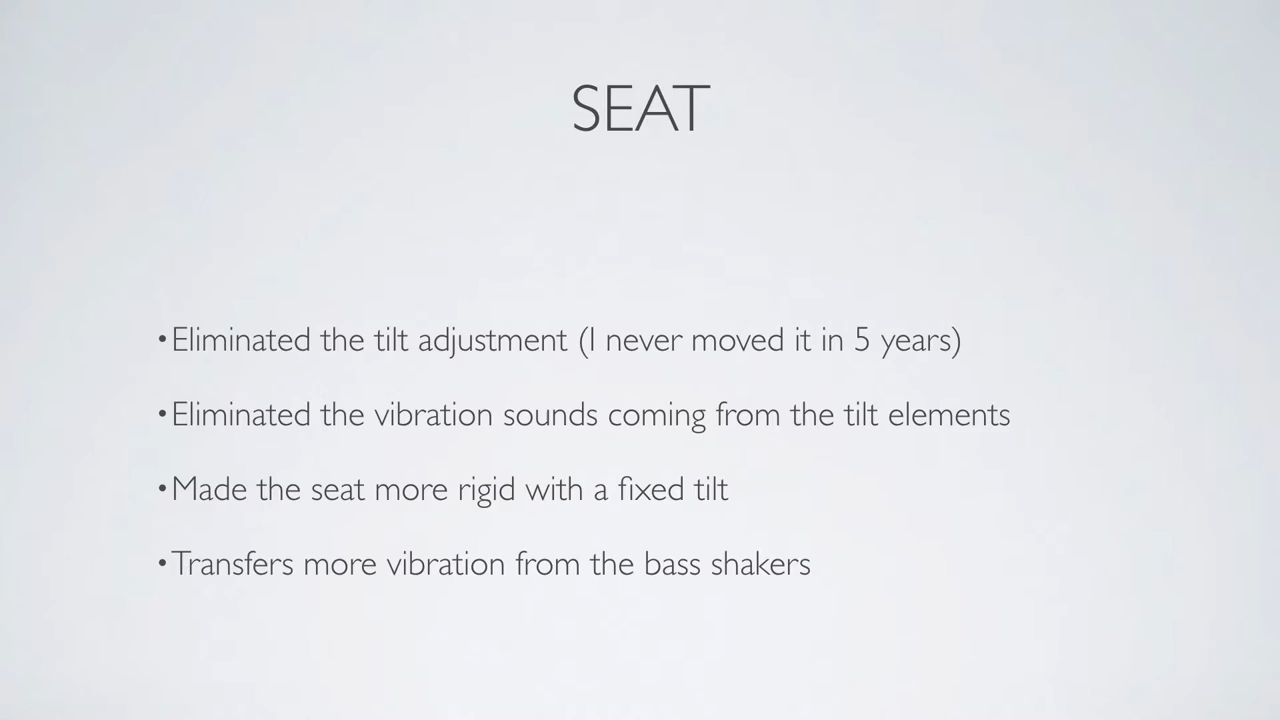 SEAT
•Eliminated the tilt adjustment (I never moved it in 5 years)
•Eliminated the vibration sounds coming from the tilt elements
•Made the seat more rigid with a fixed tilt
•Transfers more vibration from the bass shakers